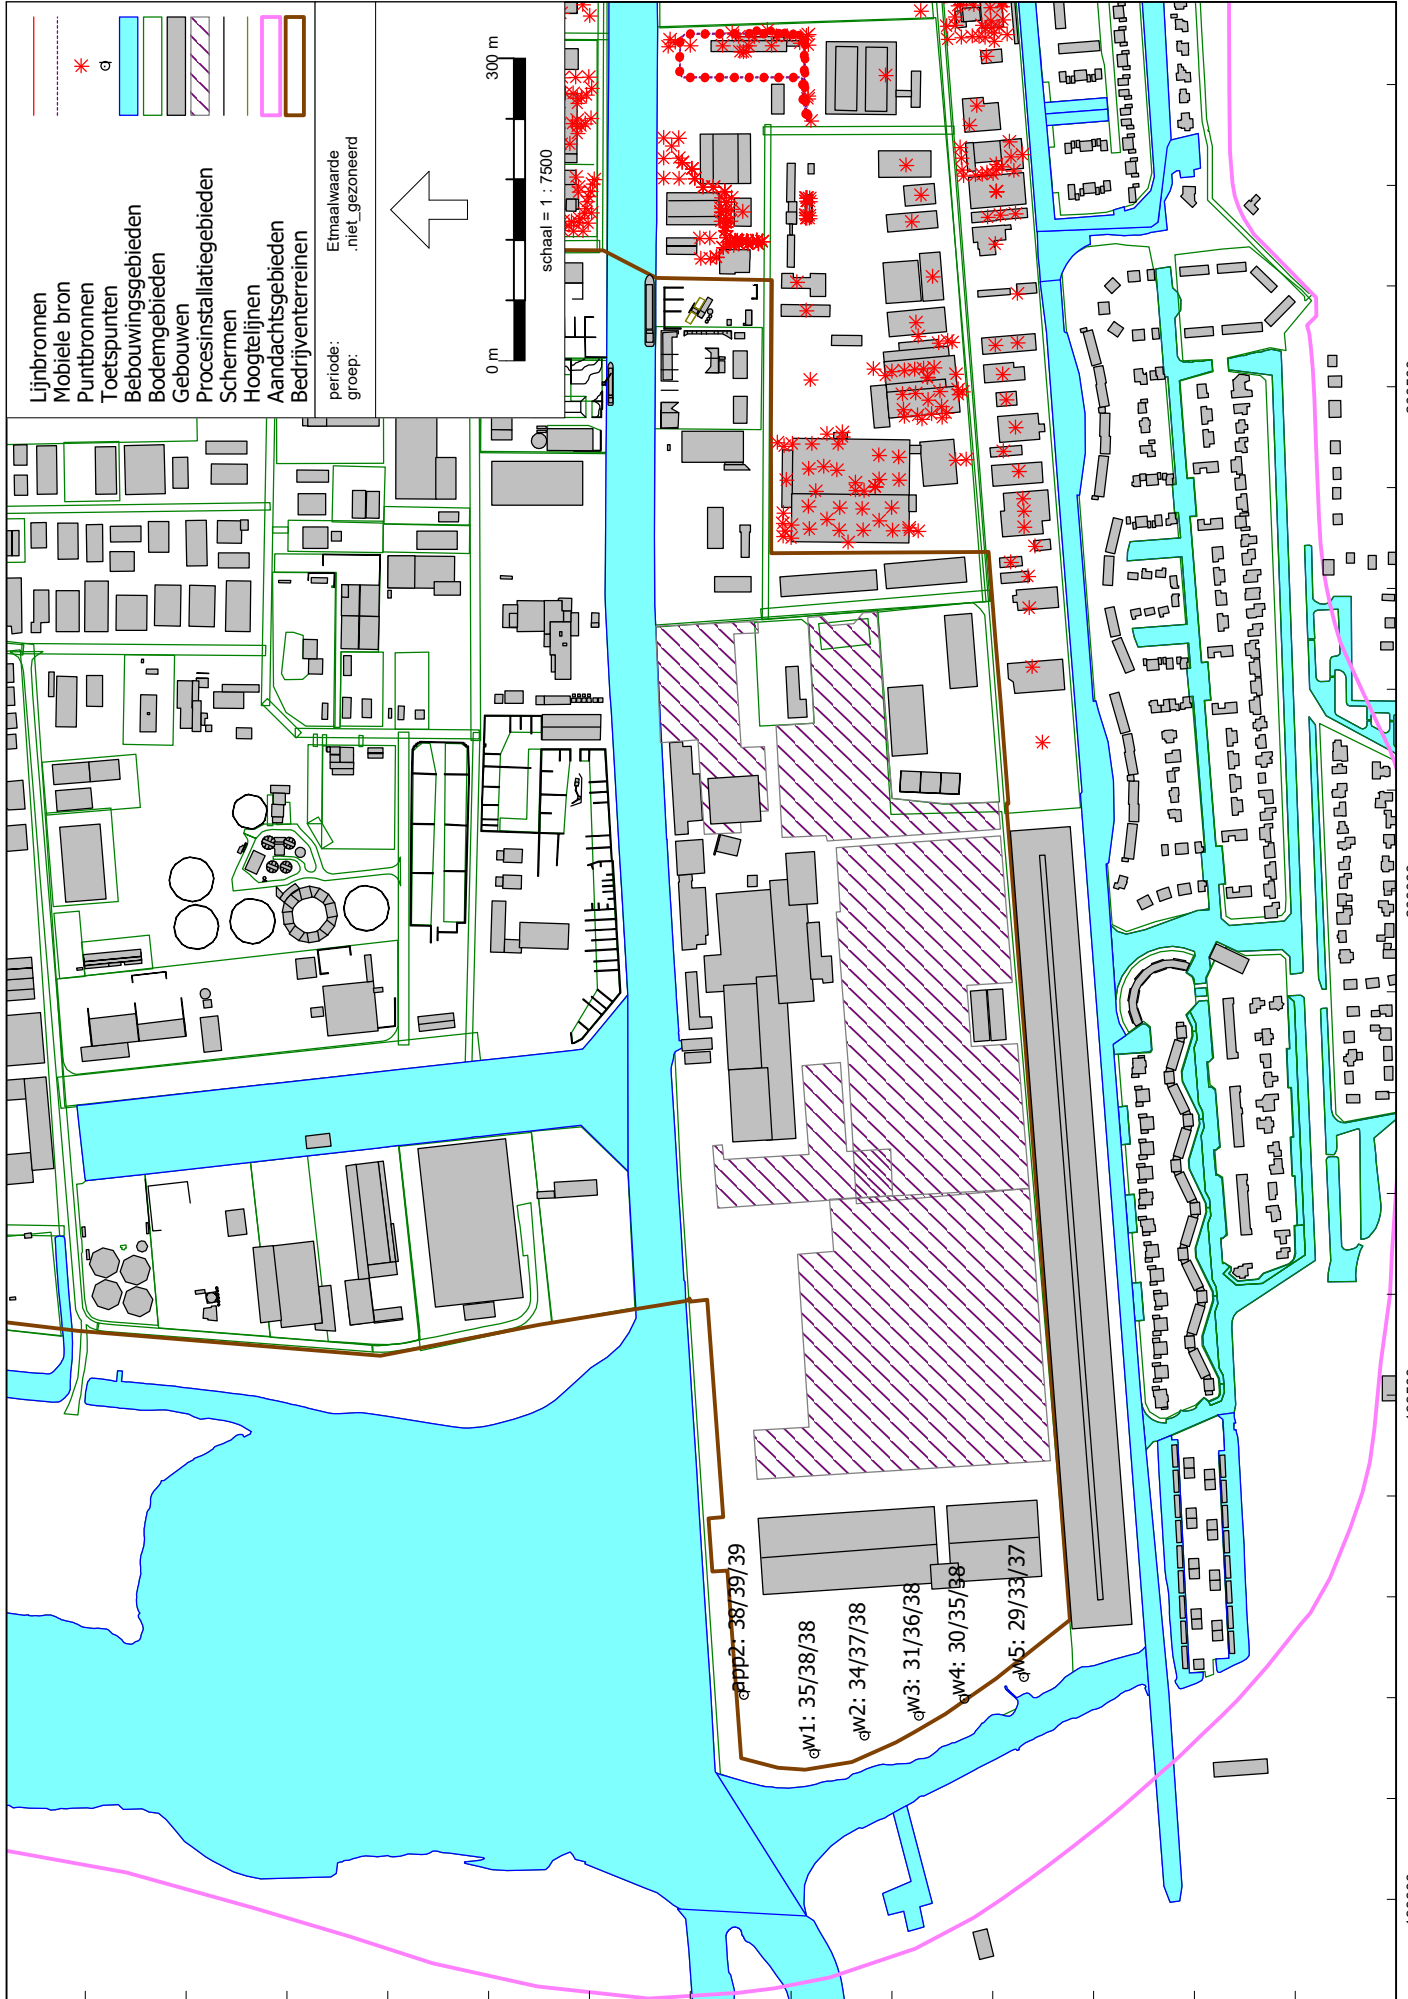 Lijnbronnen
Mobiele bron
Puntbronnen
Toetspunten
Bebouwingsgebieden
Bodemgebieden
Gebouwen
Procesinstallatiegebieden
Schermen
Hoogtelijnen
Aandachtsgebieden
Bedrijventerreinen
periode: Etmaalwaarde
groep: .niet_gezoneerd
0 m 300 m
schaal = 1 : 7500
app2: 38/39/39
w1: 35/38/38
w2: 34/37/38
w3: 31/36/38
w4: 30/35/38
w5: 29/33/37